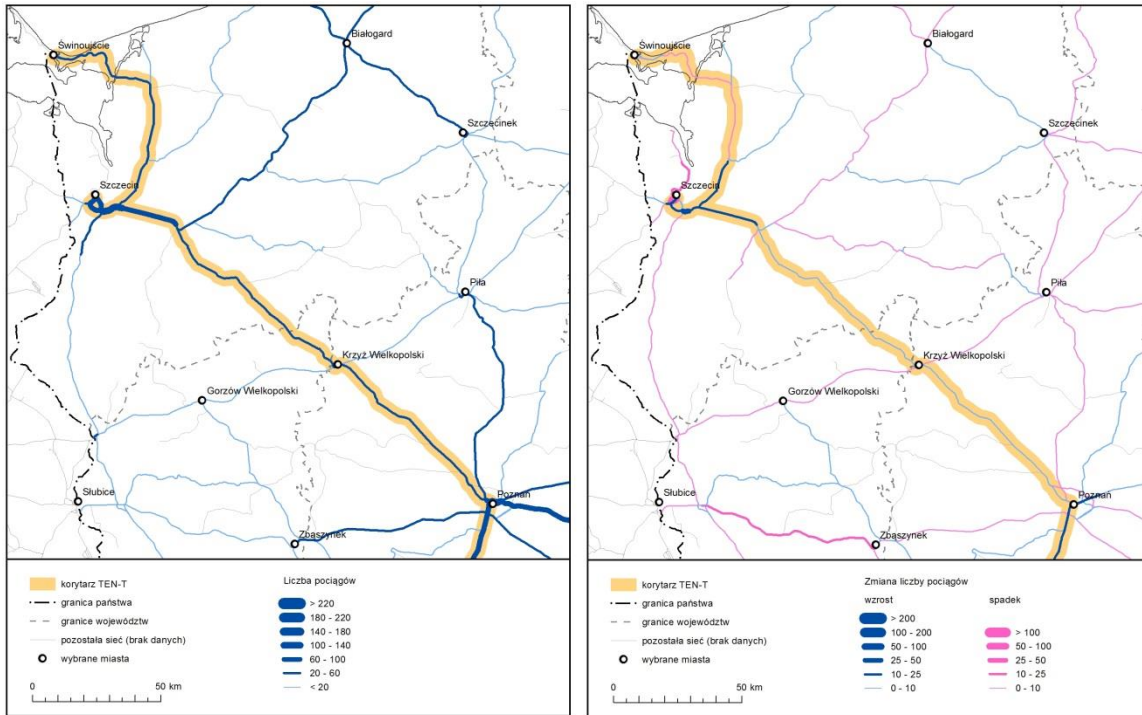 Świnoujście
Białogard
Szczecinek
Szczecin
Piła
Krzyż Wielkopolski
Gorzów Wielkopolski
Słubice
Poznań
Zbąszynek
korytarz TEN-T
granica państwa
granice województw
pozostała sieć (brak danych)
wybrane miasta
0 50 km
Liczba pociągów
> 220
180 - 220
140 - 180
100 - 140
60 - 100
20 - 60
< 20
Świnoujście
Białogard
Szczecinek
Szczecin
Piła
Krzyż Wielkopolski
Gorzów Wielkopolski
Słubice
Poznań
Zbąszynek
korytarz TEN-T
granica państwa
granice województw
pozostała sieć (brak danych)
wybrane miasta
0 50 km
Zmiana liczby pociągów
wzrost
> 200
100 - 200
50 - 100
25 - 50
10 - 25
0 - 10
spadek
> 100
50 - 100
25 - 50
10 - 25
0 - 10